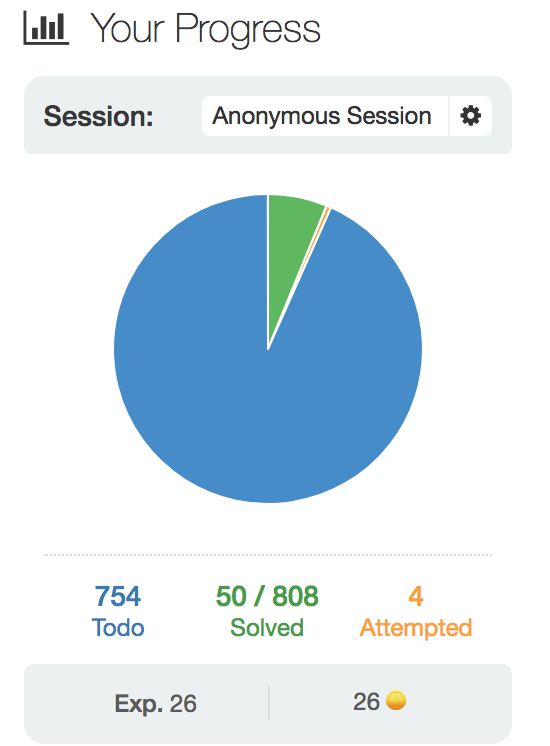 Your Progress
Session: Anonymous Session
754 50 / 808 4
Todo Solved Attempted
Exp. 26 26